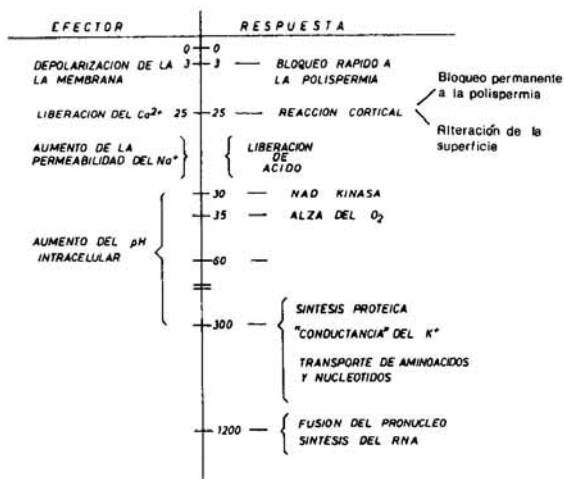 EFECTOR RESPUESTA
0 0
DEPOLARIZACION DE LA 3 3 BLOQUEO RAPIDO A
LA MEMBRANA LA POLISPERMIA
Bloqueo permanente
a la polispermia
LIBERACION DEL Ca2+ 25 25 REACCION CORTICAL
Alteración de la
superficie
AUMENTO DE LA
PERMEABILIDAD DEL Na+
LIBERACION
DE
ACIDO
30 NAD KINASA
35 ALZA DEL O2
AUMENTO DEL pH
INTRACELULAR
60
300
SINTESIS PROTEICA
"CONDUCTANCIA" DEL K+
TRANSPORTE DE AMINOACIDOS
Y NUCLEOTIDOS
1200
FUSION DEL PRONUCLEO
SINTESIS DEL RNA